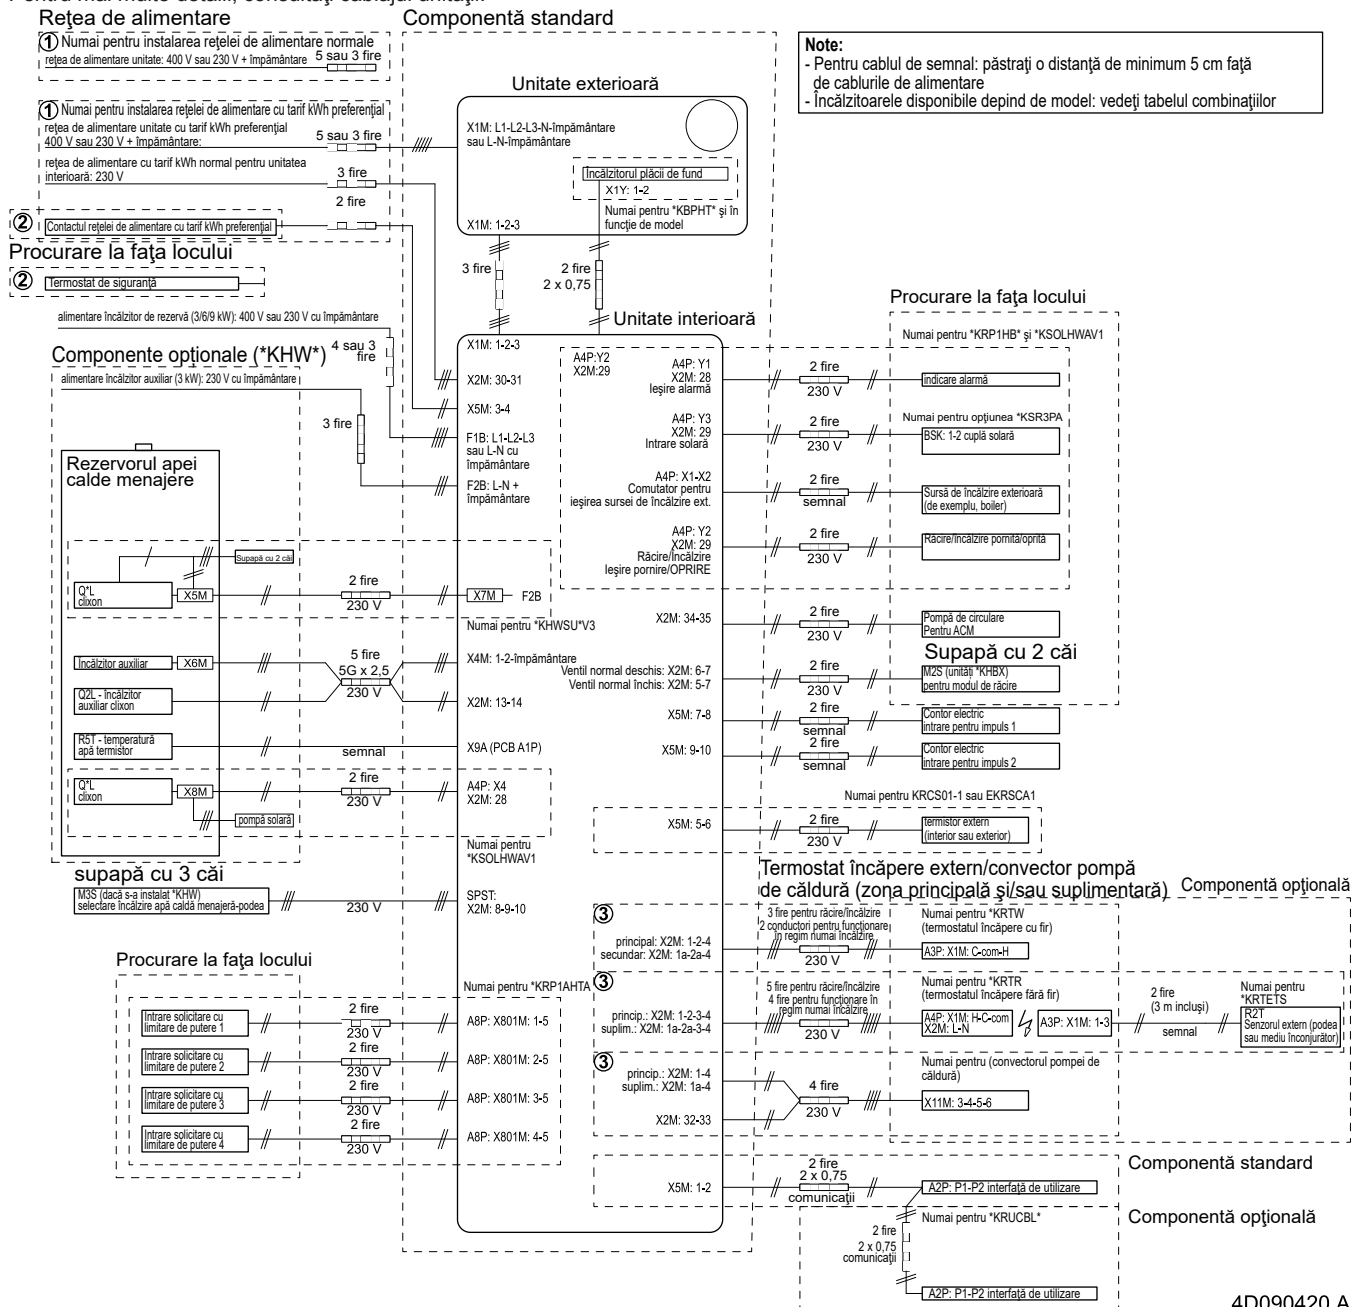 Pentru mai multe detalii, consultaţi cablajul unităţii.
Reţea de alimentare
① Numai pentru instalarea reţelei de alimentare normale
reţea de alimentare unitate: 400 V sau 230 V + împământare
5 sau 3 fire
① Numai pentru instalarea reţelei de alimentare cu tarif kWh preferenţial
reţea de alimentare unitate cu tarif kWh preferenţial
400 V sau 230 V + împământare:
5 sau 3 fire
reţea de alimentare cu tarif kWh normal pentru unitatea
interioară: 230 V
3 fire
2 fire
② Contactul reţelei de alimentare cu tarif kWh preferenţial
Procurare la faţa locului
② Termostat de siguranţă
Componentă standard
Unitate exterioară
X1M: L1-L2-L3-N-împământare
sau L-N-împământare
Încălzitorul plăcii de fund
X1Y: 1-2
Numai pentru *KBPHT* şi în
funcţie de model
X1M: 1-2-3
3 fire
2 fire
2 x 0,75
Note:
- Pentru cablul de semnal: păstraţi o distanţă de minimum 5 cm faţă
de cablurile de alimentare
- Încălzitoarele disponibile depind de model: vedeţi tabelul combinaţiilor
alimentare încălzitor de rezervă (3/6/9 kW): 400 V sau 230 V cu împământare
4 sau 3
fire
Componente opţionale (*KHW*)
alimentare încălzitor auxiliar (3 kW): 230 V cu împământare
3 fire
Rezervorul apei
calde menajere
Supapă cu 2 căi
Q*L
clixon
X5M
2 fire
230 V
Încălzitor auxiliar
X6M
5 fire
5G x 2,5
230 V
Q2L - încălzitor
auxiliar clixon
R5T - temperatură
apă termistor
semnal
Q*L
clixon
X8M
2 fire
230 V
pompă solară
supapă cu 3 căi
M3S (dacă s-a instalat *KHW)
selectare încălzire apă caldă menajeră-podea
230 V
Procurare la faţa locului
Intrare solicitare cu
limitare de putere 1
2 fire
230 V
Intrare solicitare cu
limitare de putere 2
2 fire
230 V
Intrare solicitare cu
limitare de putere 3
2 fire
230 V
Intrare solicitare cu
limitare de putere 4
2 fire
230 V
Unitate interioară
X1M: 1-2-3
X2M: 30-31
X5M: 3-4
F1B: L1-L2-L3
sau L-N cu
împământare
F2B: L-N +
împământare
X7M
F2B
Numai pentru *KHWSU*V3
X4M: 1-2-împământare
X2M: 13-14
X9A (PCB A1P)
A4P: X4
X2M: 28
Numai pentru
*KSOLHWAV1
SPST:
X2M: 8-9-10
Numai pentru *KRP1AHTA
A8P: X801M: 1-5
A8P: X801M: 2-5
A8P: X801M: 3-5
A8P: X801M: 4-5
A4P:Y2
X2M:29
A4P: Y1
X2M: 28
Ieşire alarmă
A4P: Y3
X2M: 29
Intrare solară
A4P: X1-X2
Comutator pentru
ieşirea sursei de încălzire ext.
A4P: Y2
X2M: 29
Răcire/Încălzire
Ieşire pornire/OPRIRE
X2M: 34-35
Ventil normal deschis: X2M: 6-7
Ventil normal închis: X2M: 5-7
X5M: 7-8
X5M: 9-10
X5M: 5-6
Procurare la faţa locului
Numai pentru *KRP1HB* şi *KSOLHWAV1
2 fire
230 V
indicare alarmă
Numai pentru opţiunea *KSR3PA
2 fire
230 V
BSK: 1-2 cuplă solară
2 fire
semnal
Sursă de încălzire exterioară
(de exemplu, boiler)
2 fire
230 V
Răcire/încălzire pornită/oprită
2 fire
230 V
Pompă de circulare
Pentru ACM
Supapă cu 2 căi
2 fire
230 V
M2S (unităţi *KHBX)
pentru modul de răcire
2 fire
semnal
Contor electric
intrare pentru impuls 1
2 fire
semnal
Contor electric
intrare pentru impuls 2
Numai pentru KRCS01-1 sau EKRSCA1
2 fire
230 V
termistor extern
(interior sau exterior)
Termostat încăpere extern/convector pompă
de căldură (zona principală şi/sau suplimentară)
Componentă opţională
③
principal: X2M: 1-2-4
secundar: X2M: 1a-2a-4
3 fire pentru răcire/încălzire
2 conductori pentru funcţionare
în regim numai încălzire
230 V
Numai pentru *KRTW
(termostatul încăpere cu fir)
A3P: X1M: C-com-H
③
princip.: X2M: 1-2-3-4
suplim.: X2M: 1a-2a-3-4
5 fire pentru răcire/încălzire
4 fire pentru funcţionare în
regim numai încălzire
230 V
Numai pentru *KRTR
(termostatul încăpere fără fir)
A4P: X1M: H-C-com
X2M: L-N
A3P: X1M: 1-3
2 fire
(3 m incluşi)
semnal
Numai pentru
*KRTETS
R2T
Senzorul extern (podea
sau mediu înconjurător)
③
princip.: X2M: 1-4
suplim.: X2M: 1a-4
X2M: 32-33
4 fire
230 V
Numai pentru (convectorul pompei de
căldură)
X11M: 3-4-5-6
X5M: 1-2
2 fire
2 x 0,75
comunicaţii
A2P: P1-P2 interfaţă de utilizare
Componentă standard
Numai pentru *KRUCBL*
Componentă opţională
2 fire
2 x 0,75
comunicaţii
A2P: P1-P2 interfaţă de utilizare
4D090420 A